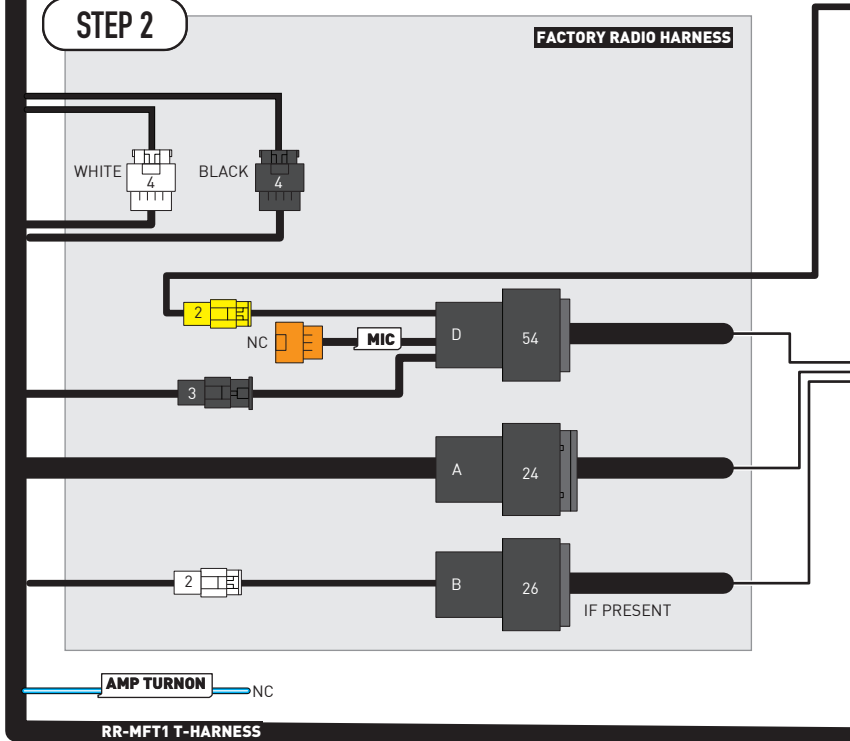 STEP 2
FACTORY RADIO HARNESS
WHITE
4
BLACK
4
2
NC
MIC
D
54
3
A
24
2
B
26
IF PRESENT
AMP TURNON
NC
RR-MFT1 T-HARNESS